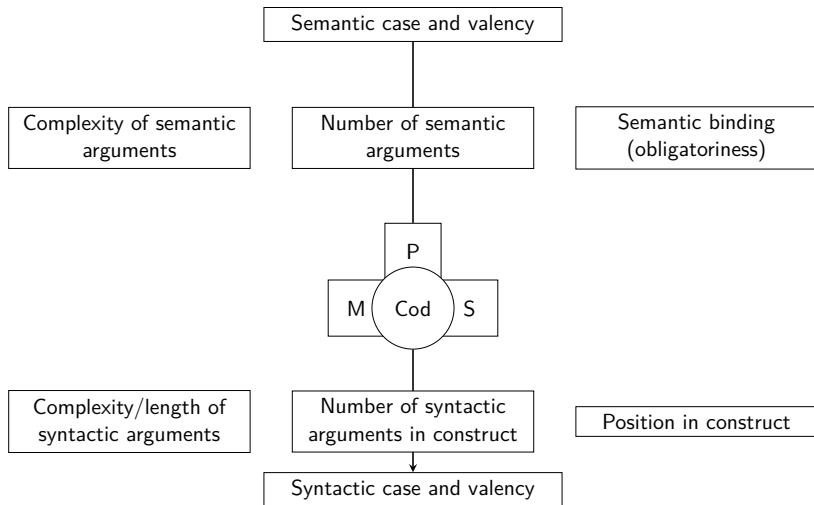 Semantic case and valency
Complexity of semantic
arguments
Number of semantic
arguments
Semantic binding
(obligatoriness)
P
M
Cod
S
Complexity/length of
syntactic arguments
Number of syntactic
arguments in construct
Position in construct
Syntactic case and valency